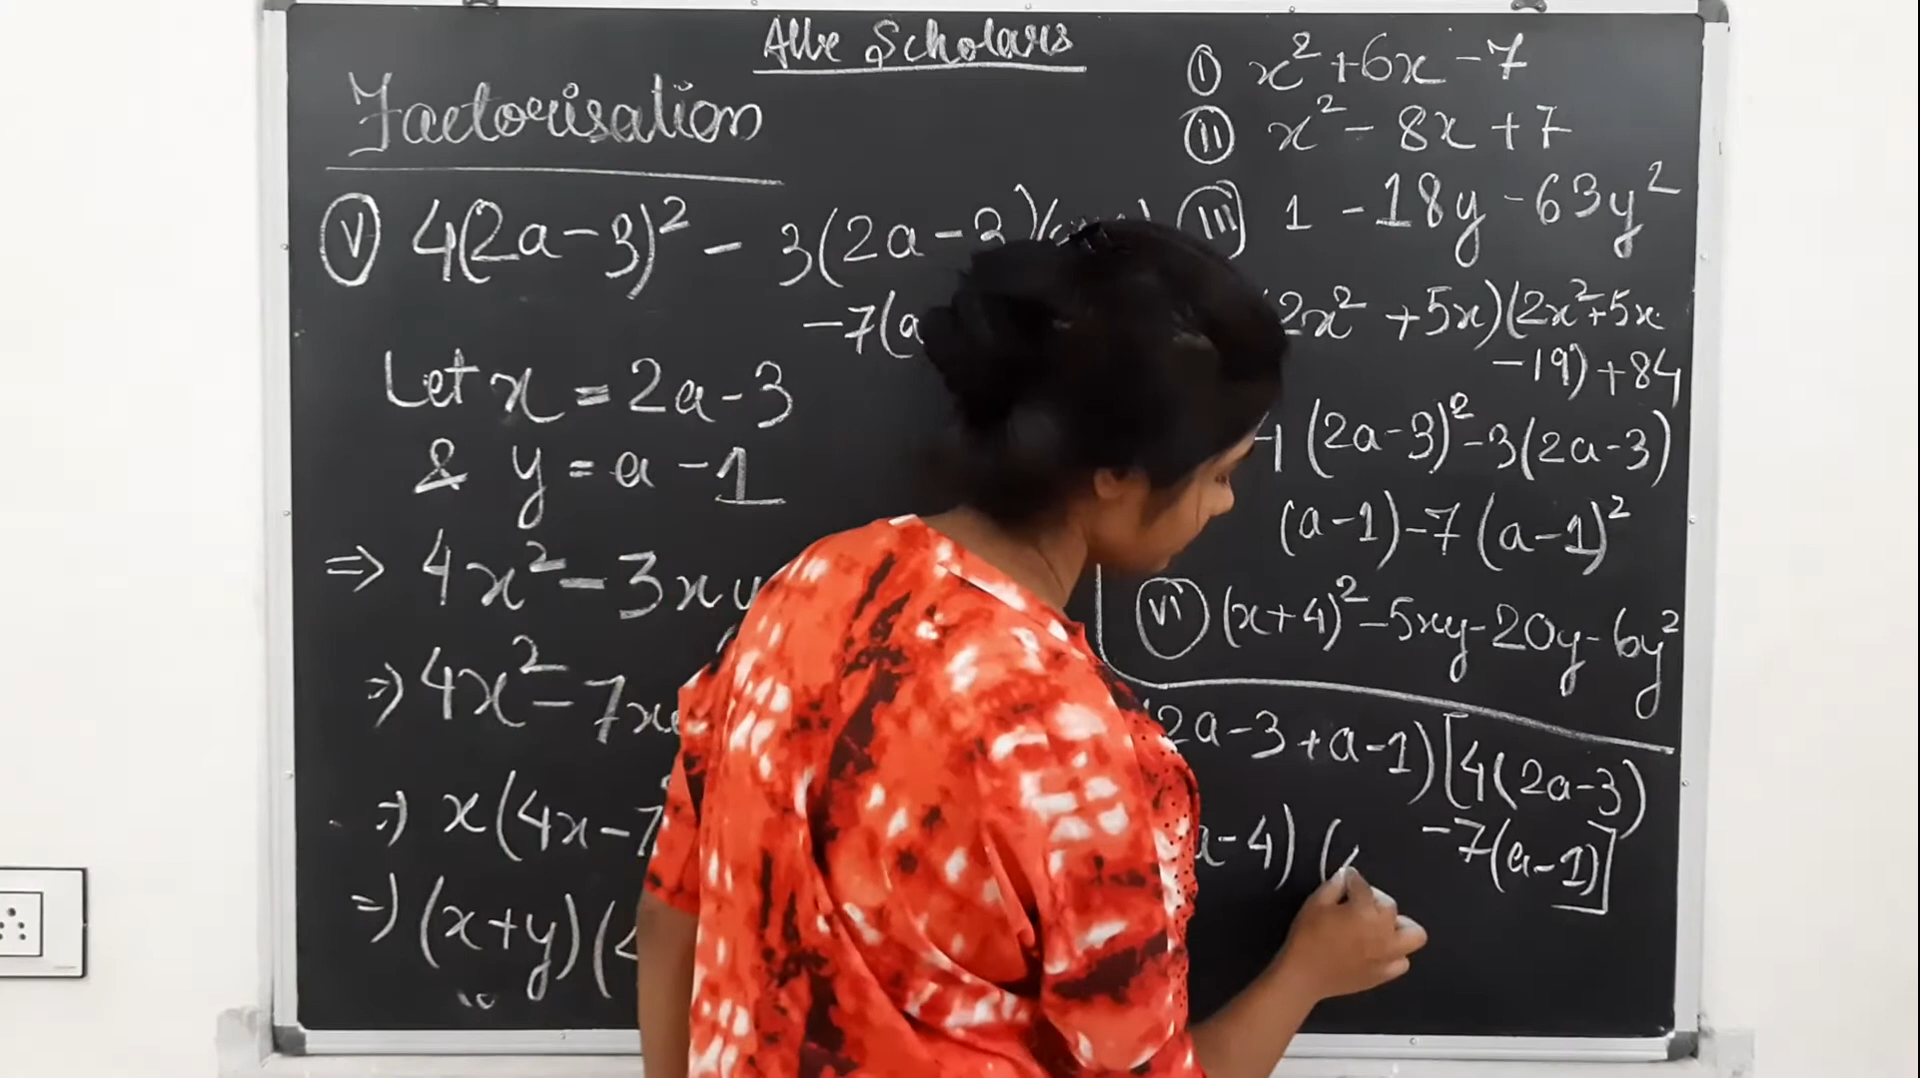 Alle Scholars
Factorisation
(V) 4(2a-3)² - 3(2a-3)
-7(a
Let x = 2a-3
& y = a-1
⇒ 4x² - 3xy
⇒ 4x² - 7x
⇒ x(4x-7
⇒ (x+y)(4
(i) x²+6x-7
(ii) x²-8x+7
(iii) 1 -18y -63y²
2x² +5x)(2x²+5x
-19)+84
(2a-3)²-3(2a-3)
(a-1)-7(a-1)²
(vi) (x+4)²-5xy-20y-6y²
2a-3+a-1)[4(2a-3)
-7(a-1)]
a-4)(